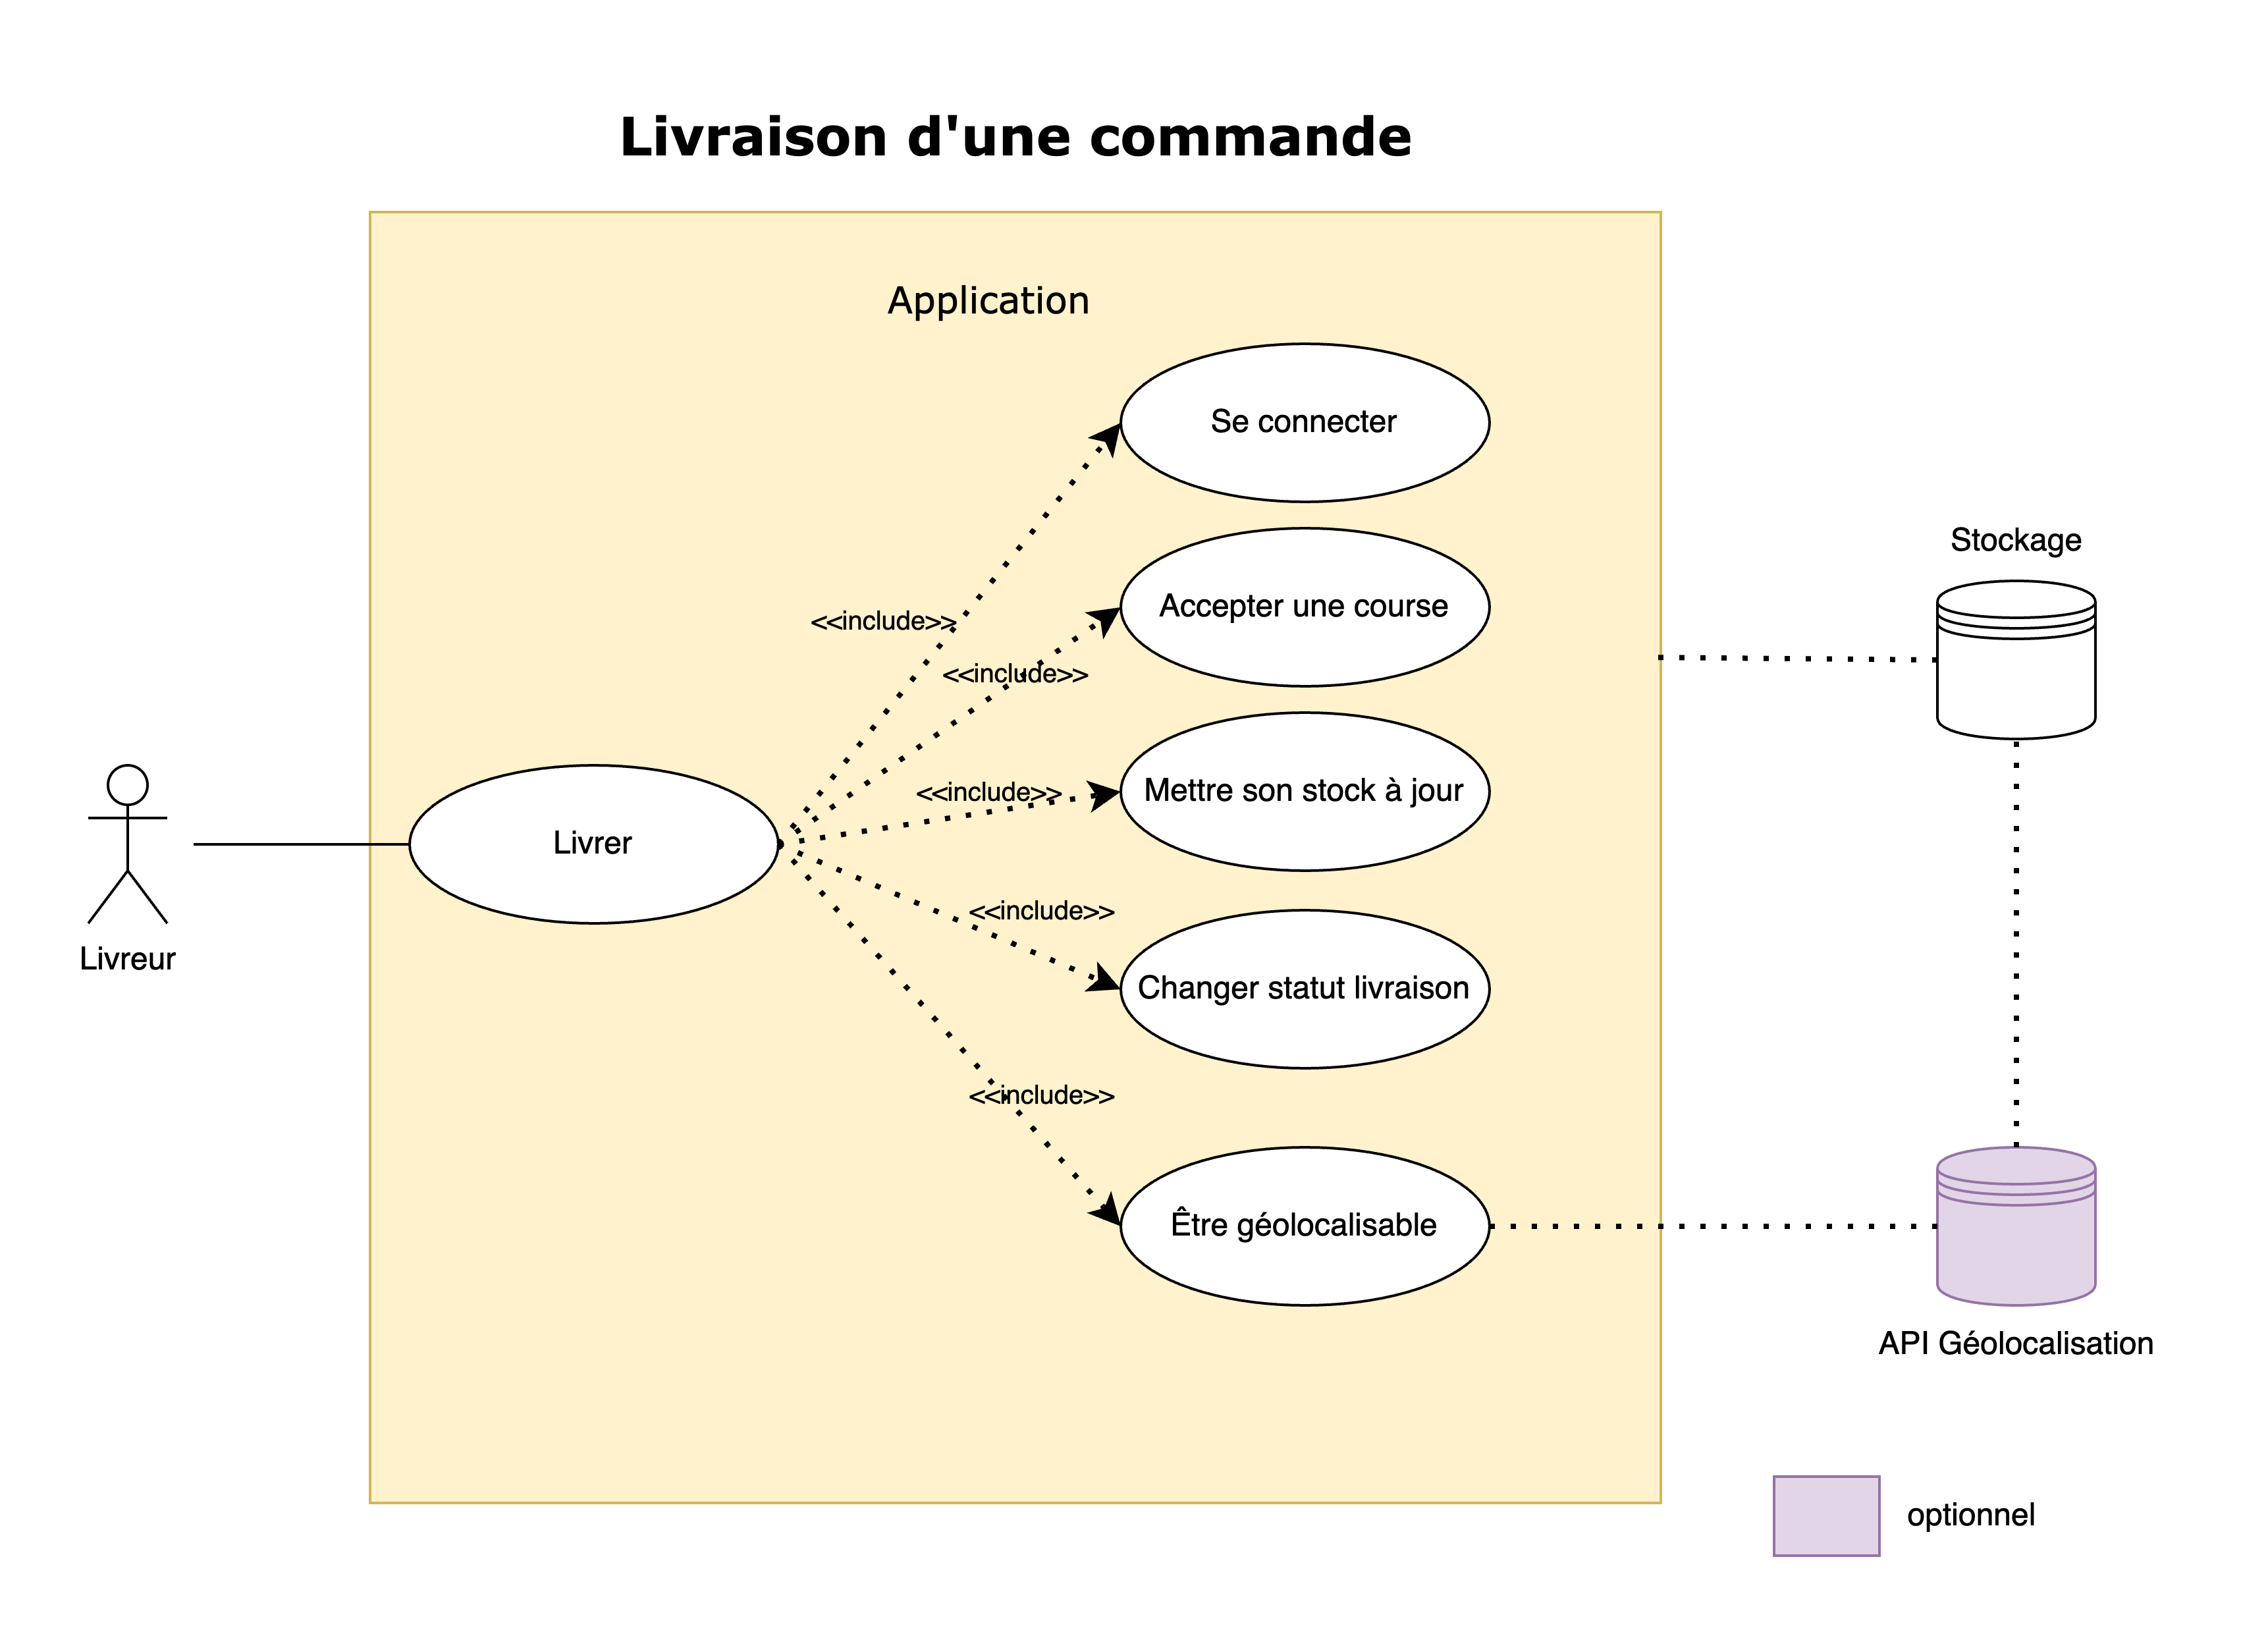 Livraison d'une commande
Application
Se connecter
Stockage
Accepter une course
<<include>>
<<include>>
Mettre son stock à jour
<<include>>
Livrer
<<include>>
Livreur
Changer statut livraison
<<include>>
Être géolocalisable
API Géolocalisation
optionnel